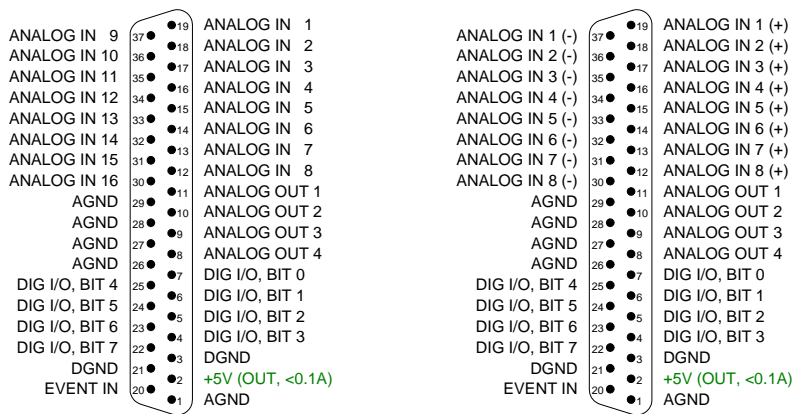 ANALOG IN 9 37 19 ANALOG IN 1
ANALOG IN 10 36 18 ANALOG IN 2
ANALOG IN 11 35 17 ANALOG IN 3
ANALOG IN 12 34 16 ANALOG IN 4
ANALOG IN 13 33 15 ANALOG IN 5
ANALOG IN 14 32 14 ANALOG IN 6
ANALOG IN 15 31 13 ANALOG IN 7
ANALOG IN 16 30 12 ANALOG IN 8
AGND 29 11 ANALOG OUT 1
AGND 28 10 ANALOG OUT 2
AGND 27 9 ANALOG OUT 3
AGND 26 8 ANALOG OUT 4
DIG I/O, BIT 4 25 7 DIG I/O, BIT 0
DIG I/O, BIT 5 24 6 DIG I/O, BIT 1
DIG I/O, BIT 6 23 5 DIG I/O, BIT 2
DIG I/O, BIT 7 22 4 DIG I/O, BIT 3
DGND 21 3 DGND
EVENT IN 20 2 +5V (OUT, <0.1A)
1 AGND
ANALOG IN 1 (-) 37 19 ANALOG IN 1 (+)
ANALOG IN 2 (-) 36 18 ANALOG IN 2 (+)
ANALOG IN 3 (-) 35 17 ANALOG IN 3 (+)
ANALOG IN 4 (-) 34 16 ANALOG IN 4 (+)
ANALOG IN 5 (-) 33 15 ANALOG IN 5 (+)
ANALOG IN 6 (-) 32 14 ANALOG IN 6 (+)
ANALOG IN 7 (-) 31 13 ANALOG IN 7 (+)
ANALOG IN 8 (-) 30 12 ANALOG IN 8 (+)
AGND 29 11 ANALOG OUT 1
AGND 28 10 ANALOG OUT 2
AGND 27 9 ANALOG OUT 3
AGND 26 8 ANALOG OUT 4
DIG I/O, BIT 4 25 7 DIG I/O, BIT 0
DIG I/O, BIT 5 24 6 DIG I/O, BIT 1
DIG I/O, BIT 6 23 5 DIG I/O, BIT 2
DIG I/O, BIT 7 22 4 DIG I/O, BIT 3
DGND 21 3 DGND
EVENT IN 20 2 +5V (OUT, <0.1A)
1 AGND